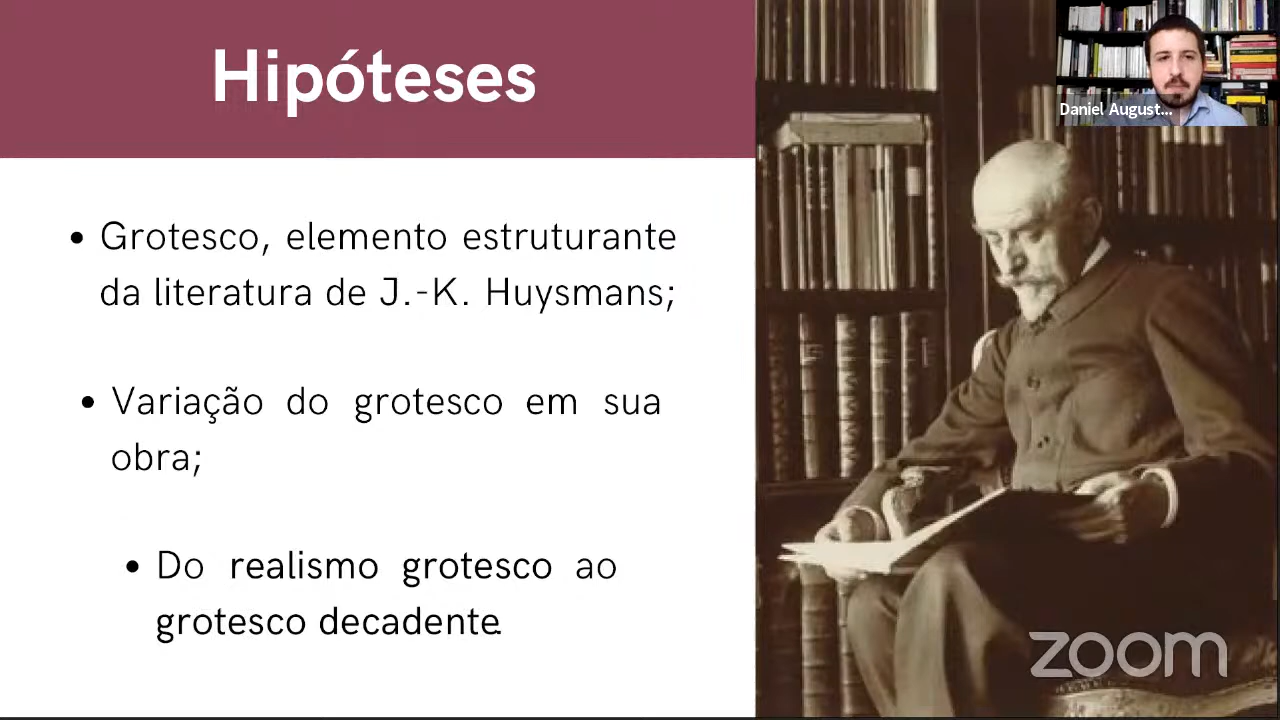 Hipóteses
Daniel August...
• Grotesco, elemento estruturante
da literatura de J.-K. Huysmans;
• Variação do grotesco em sua
obra;
• Do realismo grotesco ao
grotesco decadente.
zoom